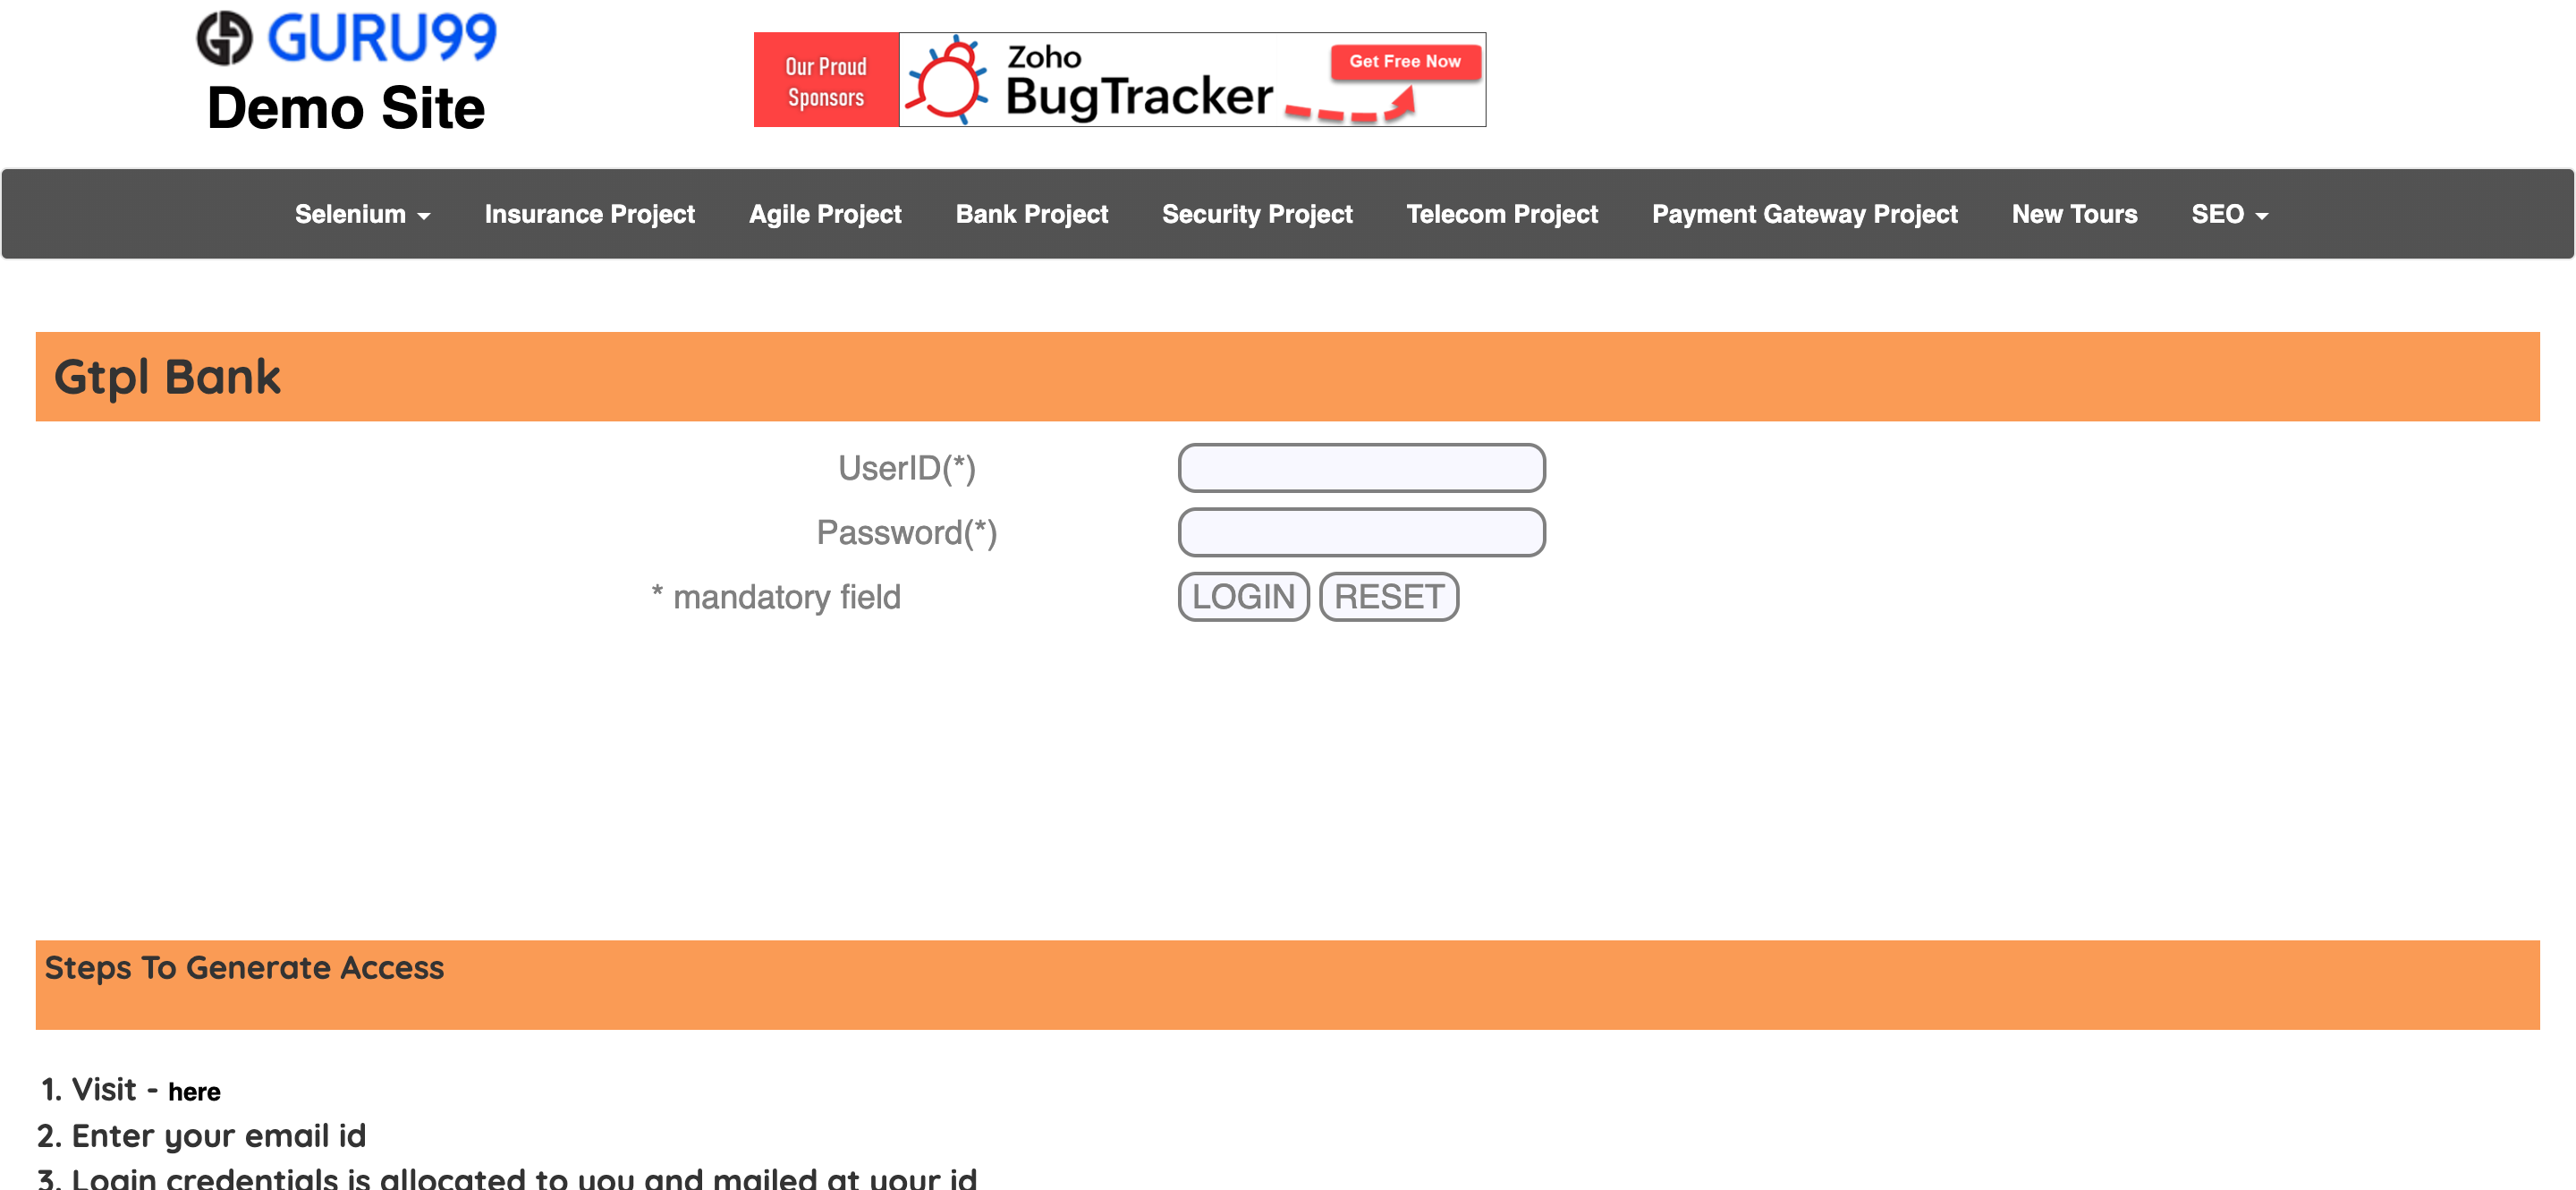 GURU99
Demo Site
Our Proud
Sponsors
Zoho
BugTracker
Get Free Now
Selenium Insurance Project Agile Project Bank Project Security Project Telecom Project Payment Gateway Project New Tours SEO
Gtpl Bank
UserID(*)
Password(*)
* mandatory field LOGIN RESET
Steps To Generate Access
1. Visit - here
2. Enter your email id
3. Login credentials is allocated to you and mailed at your id